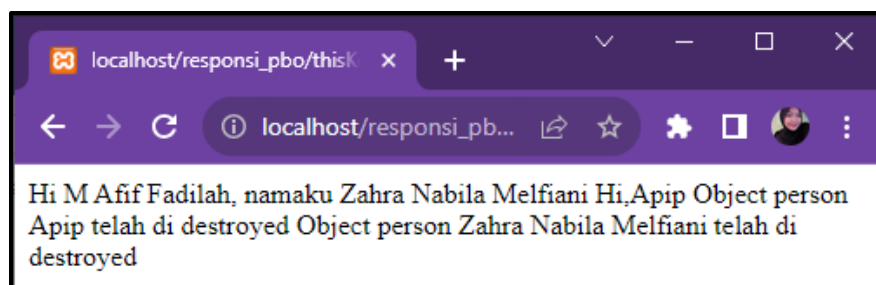 localhost/responsi_pbo/thisK
localhost/responsi_pb...
Hi M Afif Fadilah, namaku Zahra Nabila Melfiani Hi,Apip Object person
Apip telah di destroyed Object person Zahra Nabila Melfiani telah di
destroyed